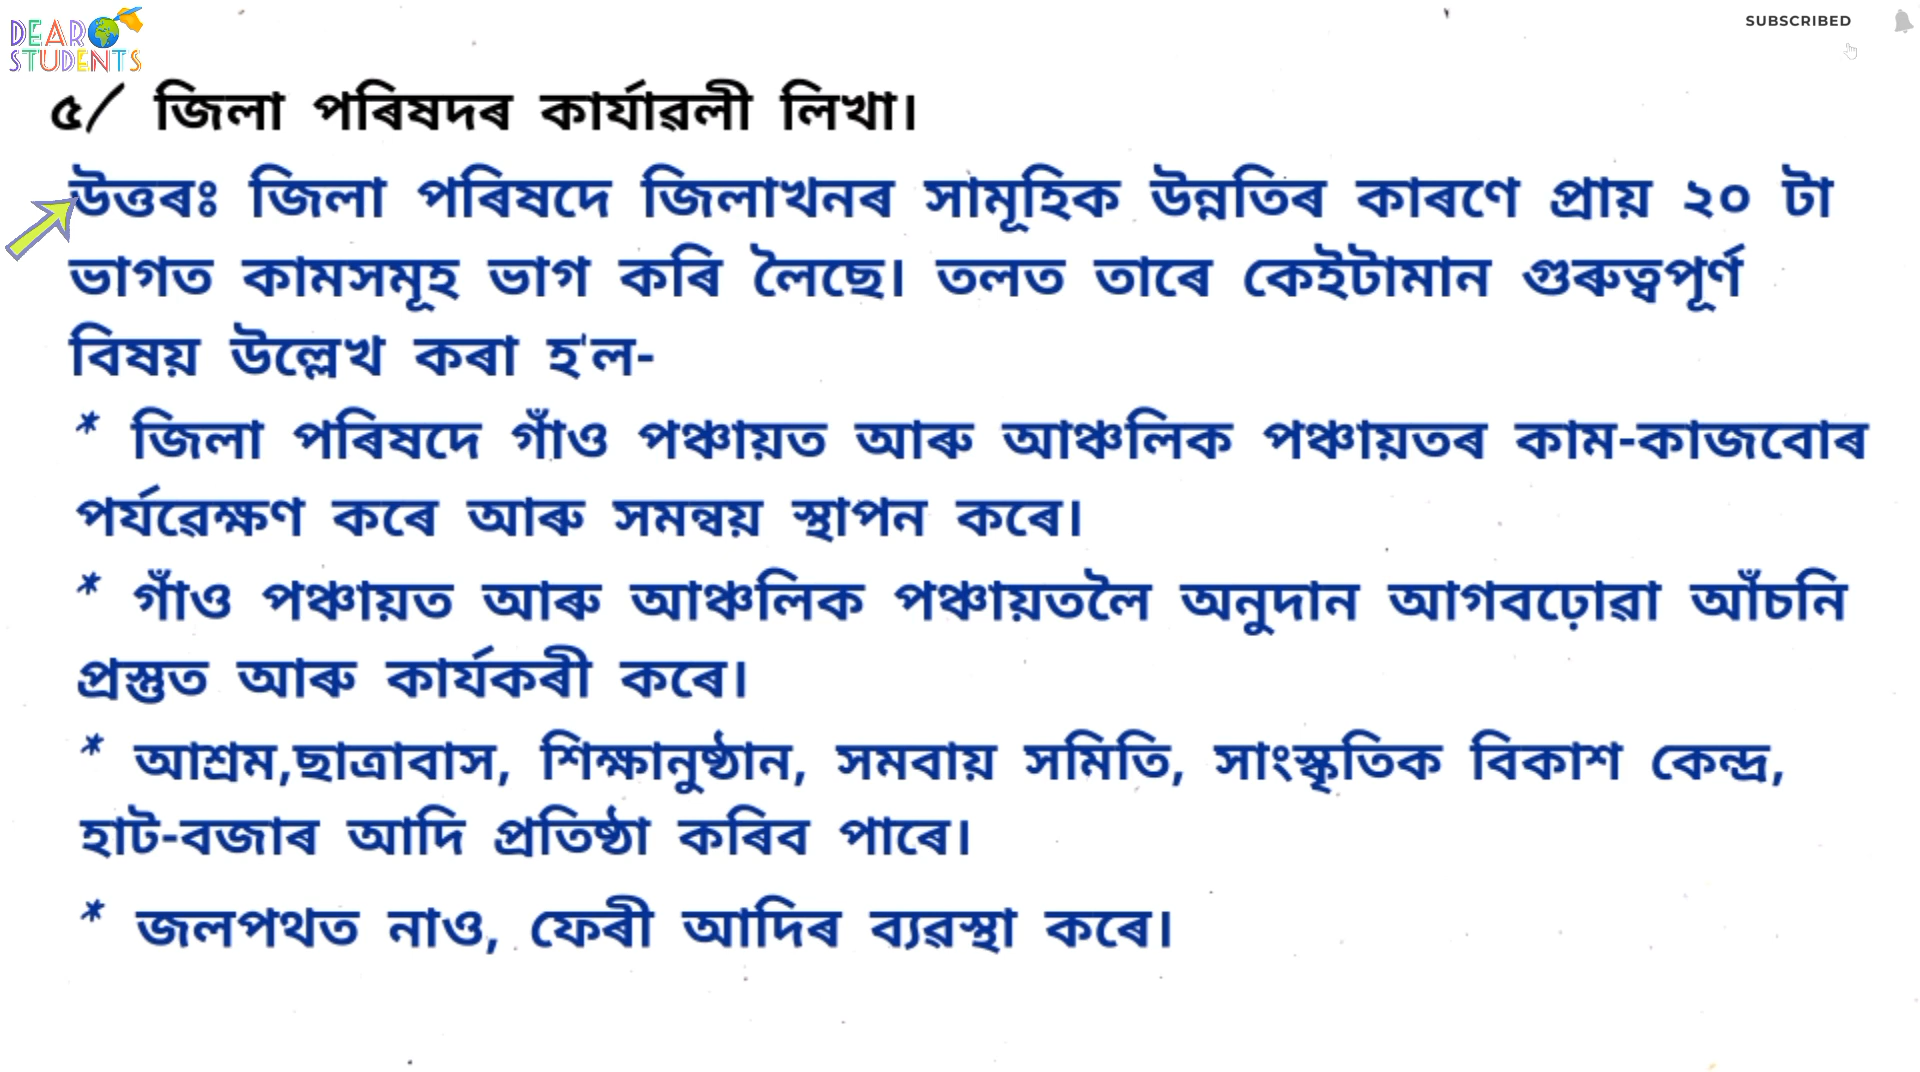 DEAR
STUDENTS
SUBSCRIBED
৫/ জিলা পৰিষদৰ কাৰ্যাৱলী লিখা।
উত্তৰঃ জিলা পৰিষদে জিলাখনৰ সামূহিক উন্নতিৰ কাৰণে প্ৰায় ২০ টা
ভাগত কামসমূহ ভাগ কৰি লৈছে। তলত তাৰে কেইটামান গুৰুত্বপূৰ্ণ
বিষয় উল্লেখ কৰা হ'ল-
* জিলা পৰিষদে গাঁও পঞ্চায়ত আৰু আঞ্চলিক পঞ্চায়তৰ কাম-কাজবোৰ
পৰ্যৱেক্ষণ কৰে আৰু সমন্বয় স্থাপন কৰে।
* গাঁও পঞ্চায়ত আৰু আঞ্চলিক পঞ্চায়তলৈ অনুদান আগবঢ়োৱা আঁচনি
প্ৰস্তুত আৰু কাৰ্যকৰী কৰে।
* আশ্ৰম,ছাত্ৰাবাস, শিক্ষানুষ্ঠান, সমবায় সমিতি, সাংস্কৃতিক বিকাশ কেন্দ্ৰ,
হাট-বজাৰ আদি প্ৰতিষ্ঠা কৰিব পাৰে।
* জলপথত নাও, ফেৰী আদিৰ ব্যৱস্থা কৰে।